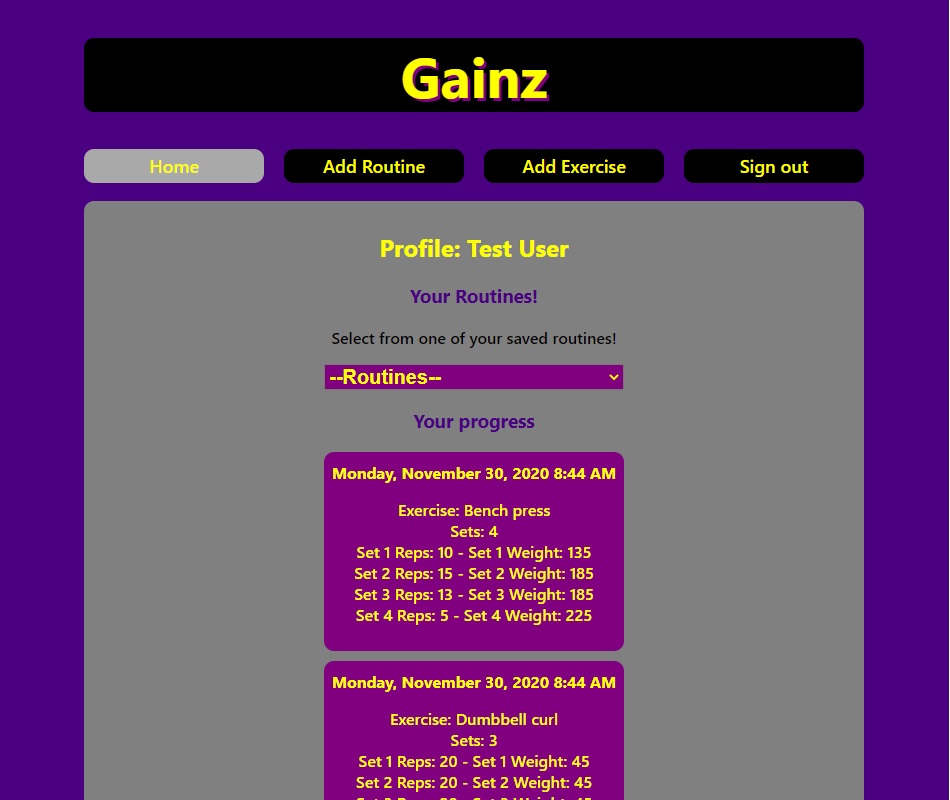 Gainz
Home
Add Routine
Add Exercise
Sign out
Profile: Test User
Your Routines!
Select from one of your saved routines!
--Routines--
Your progress
Monday, November 30, 2020 8:44 AM
Exercise: Bench press
Sets: 4
Set 1 Reps: 10 - Set 1 Weight: 135
Set 2 Reps: 15 - Set 2 Weight: 185
Set 3 Reps: 13 - Set 3 Weight: 185
Set 4 Reps: 5 - Set 4 Weight: 225
Monday, November 30, 2020 8:44 AM
Exercise: Dumbbell curl
Sets: 3
Set 1 Reps: 20 - Set 1 Weight: 45
Set 2 Reps: 20 - Set 2 Weight: 45